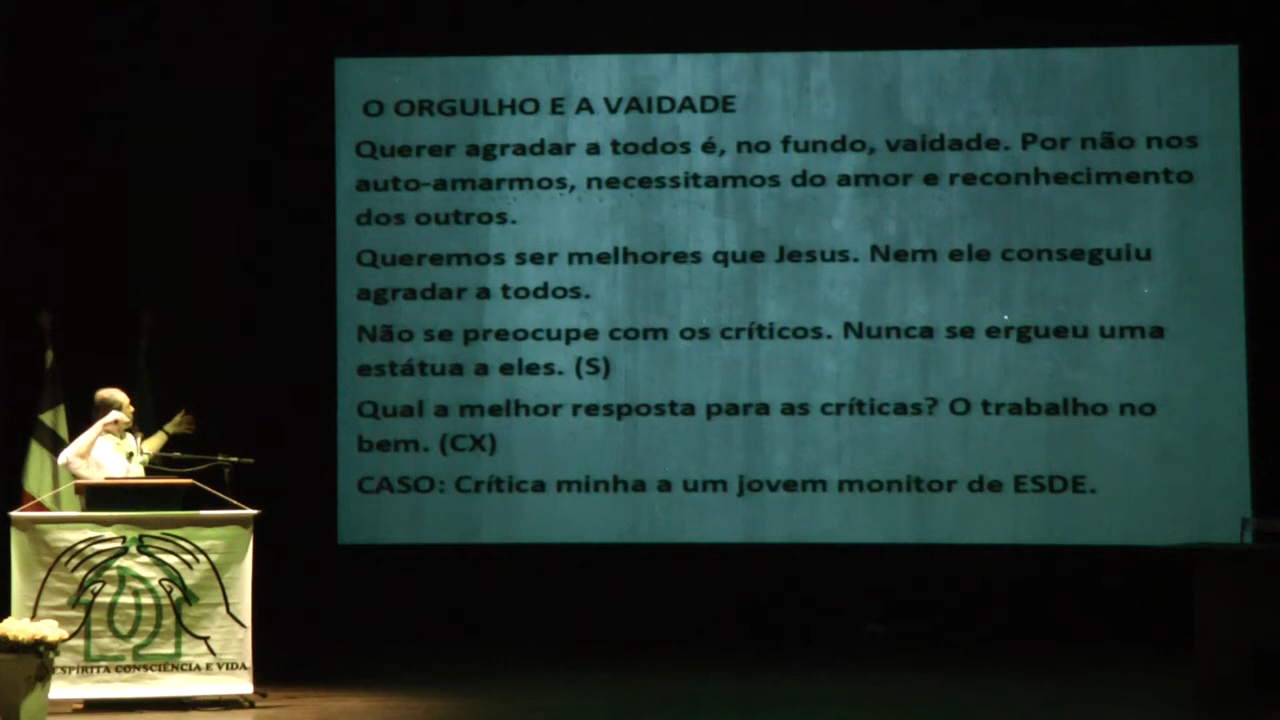 O ORGULHO E A VAIDADE
Querer agradar a todos é, no fundo, vaidade. Por não nos
auto-amarmos, necessitamos do amor e reconhecimento
dos outros.
Queremos ser melhores que Jesus. Nem ele conseguiu
agradar a todos.
Não se preocupe com os críticos. Nunca se ergueu uma
estátua a eles. (S)
Qual a melhor resposta para as críticas? O trabalho no
bem. (CX)
CASO: Crítica minha a um jovem monitor de ESDE.
ESPÍRITA CONSCIÊNCIA E VIDA